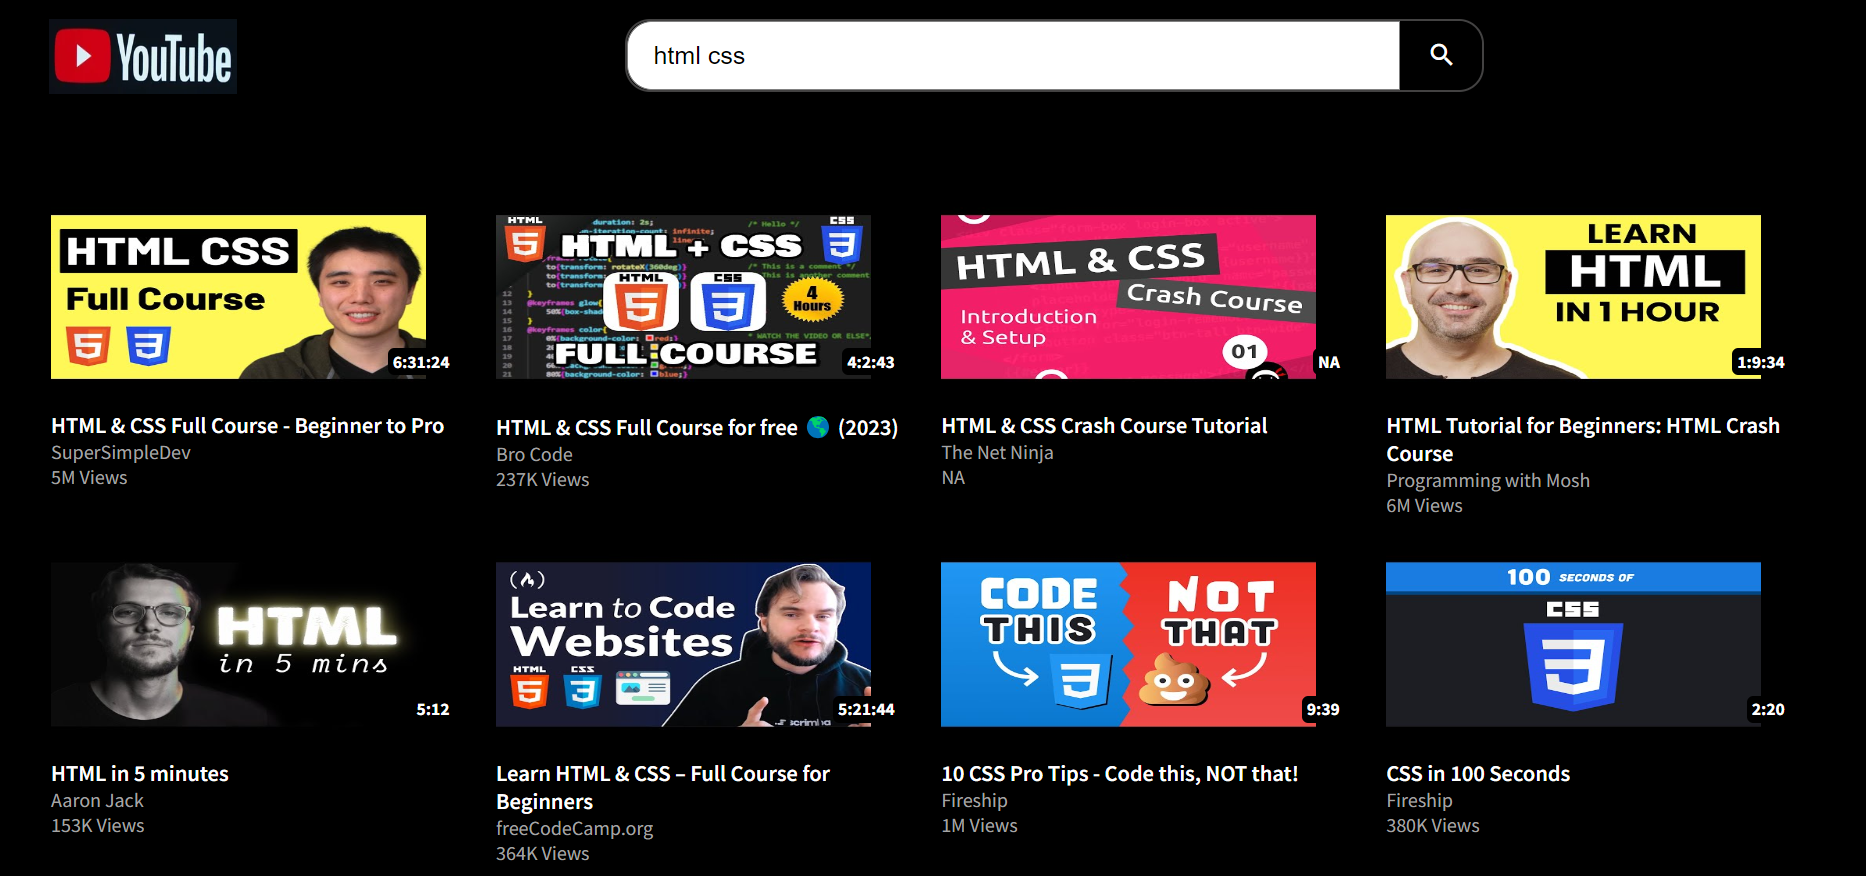 YouTube
html css
HTML CSS
Full Course
6:31:24
HTML & CSS Full Course - Beginner to Pro
SuperSimpleDev
5M Views
HTML
CSS
HTML + CSS
HTML
CSS
4
Hours
FULL COURSE
4:2:43
HTML & CSS Full Course for free 🌎 (2023)
Bro Code
237K Views
HTML & CSS
Crash Course
Introduction
& Setup
01
NA
HTML & CSS Crash Course Tutorial
The Net Ninja
NA
LEARN
HTML
IN 1 HOUR
1:9:34
HTML Tutorial for Beginners: HTML Crash
Course
Programming with Mosh
6M Views
HTML
in 5 mins
5:12
HTML in 5 minutes
Aaron Jack
153K Views
Learn to Code
Websites
HTML
CSS
5:21:44
Learn HTML & CSS – Full Course for
Beginners
freeCodeCamp.org
364K Views
CODE
THIS
NOT
THAT
9:39
10 CSS Pro Tips - Code this, NOT that!
Fireship
1M Views
100 SECONDS OF
CSS
2:20
CSS in 100 Seconds
Fireship
380K Views